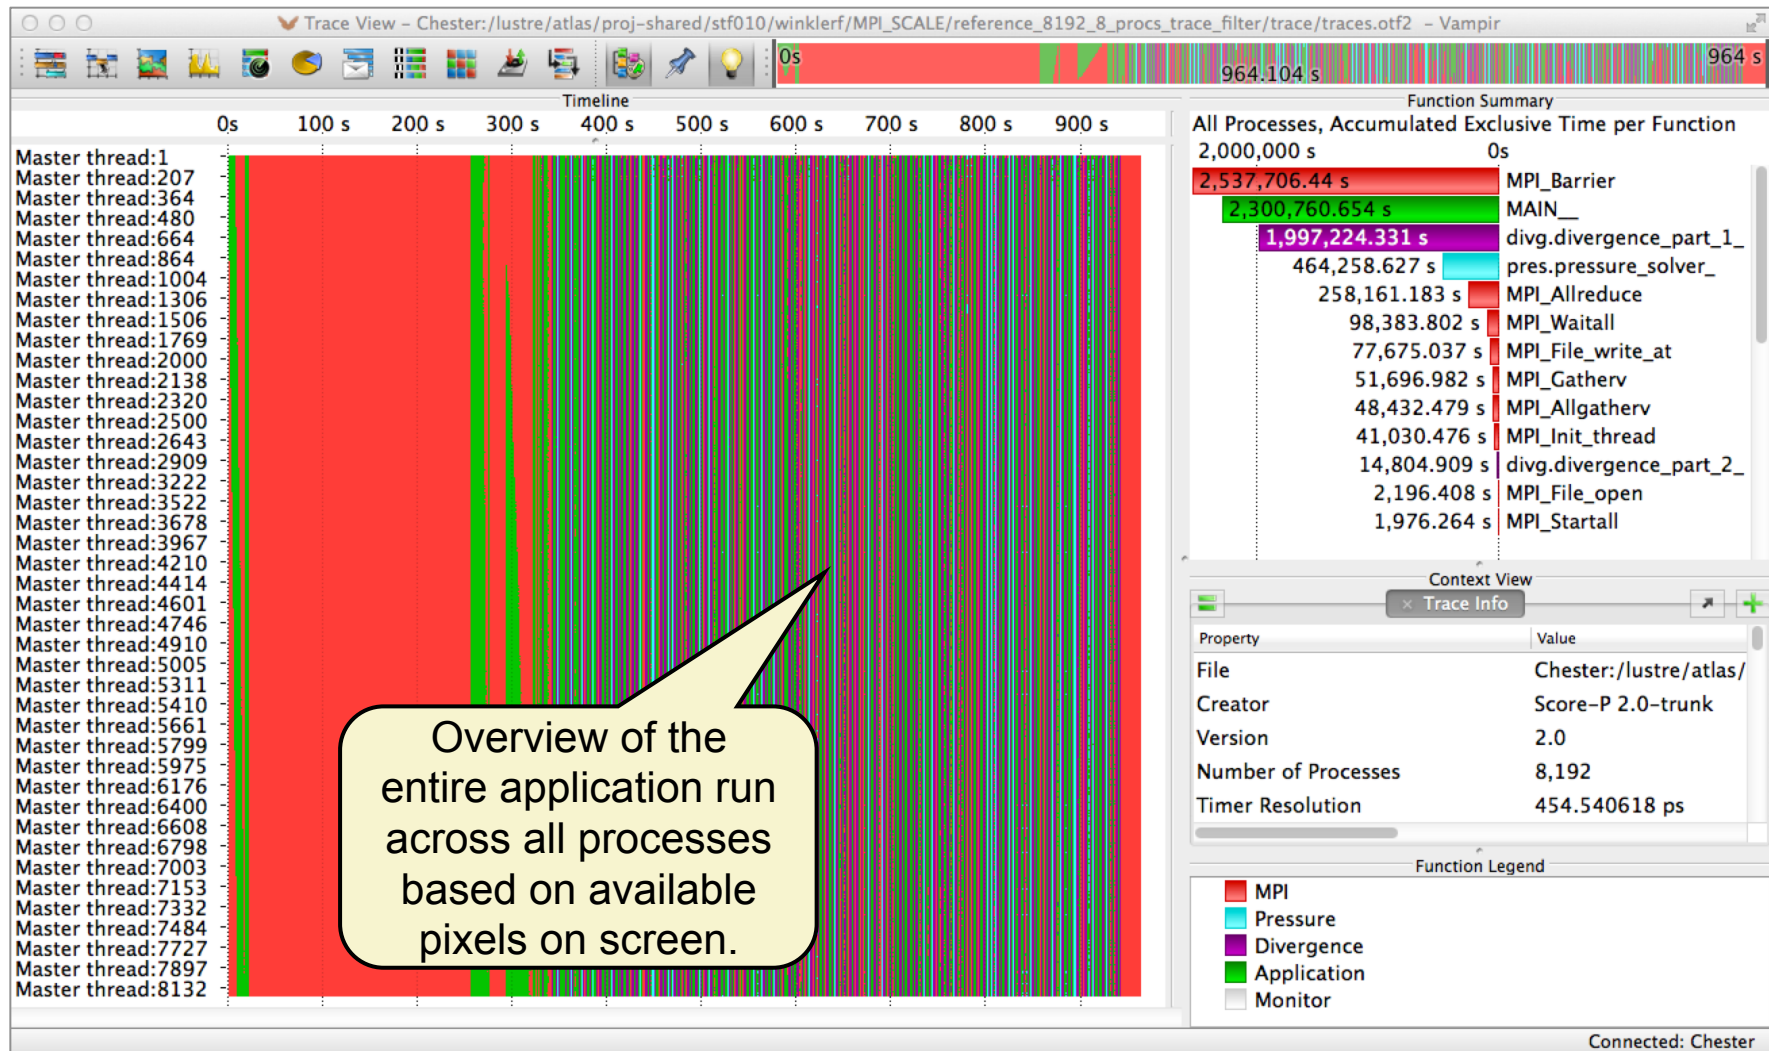 Trace View – Chester:/lustre/atlas/proj-shared/stf010/winklerf/MPI_SCALE/reference_8192_8_procs_trace_filter/trace/traces.otf2 – Vampir
0s
964.104 s
964 s
Timeline
0s 100 s 200 s 300 s 400 s 500 s 600 s 700 s 800 s 900 s
Master thread:1
Master thread:207
Master thread:364
Master thread:480
Master thread:664
Master thread:864
Master thread:1004
Master thread:1306
Master thread:1506
Master thread:1769
Master thread:2000
Master thread:2138
Master thread:2320
Master thread:2500
Master thread:2643
Master thread:2909
Master thread:3222
Master thread:3522
Master thread:3678
Master thread:3967
Master thread:4210
Master thread:4414
Master thread:4601
Master thread:4746
Master thread:4910
Master thread:5005
Master thread:5311
Master thread:5410
Master thread:5661
Master thread:5799
Master thread:5975
Master thread:6176
Master thread:6400
Master thread:6608
Master thread:6798
Master thread:7003
Master thread:7153
Master thread:7332
Master thread:7484
Master thread:7727
Master thread:7897
Master thread:8132
Overview of the
entire application run
across all processes
based on available
pixels on screen.
Function Summary
All Processes, Accumulated Exclusive Time per Function
2,000,000 s 0s
2,537,706.44 s MPI_Barrier
2,300,760.654 s MAIN__
1,997,224.331 s divg.divergence_part_1_
464,258.627 s pres.pressure_solver_
258,161.183 s MPI_Allreduce
98,383.802 s MPI_Waitall
77,675.037 s MPI_File_write_at
51,696.982 s MPI_Gatherv
48,432.479 s MPI_Allgatherv
41,030.476 s MPI_Init_thread
14,804.909 s divg.divergence_part_2_
2,196.408 s MPI_File_open
1,976.264 s MPI_Startall
Context View
Trace Info
Property Value
File Chester:/lustre/atlas/
Creator Score-P 2.0-trunk
Version 2.0
Number of Processes 8,192
Timer Resolution 454.540618 ps
Function Legend
MPI
Pressure
Divergence
Application
Monitor
Connected: Chester